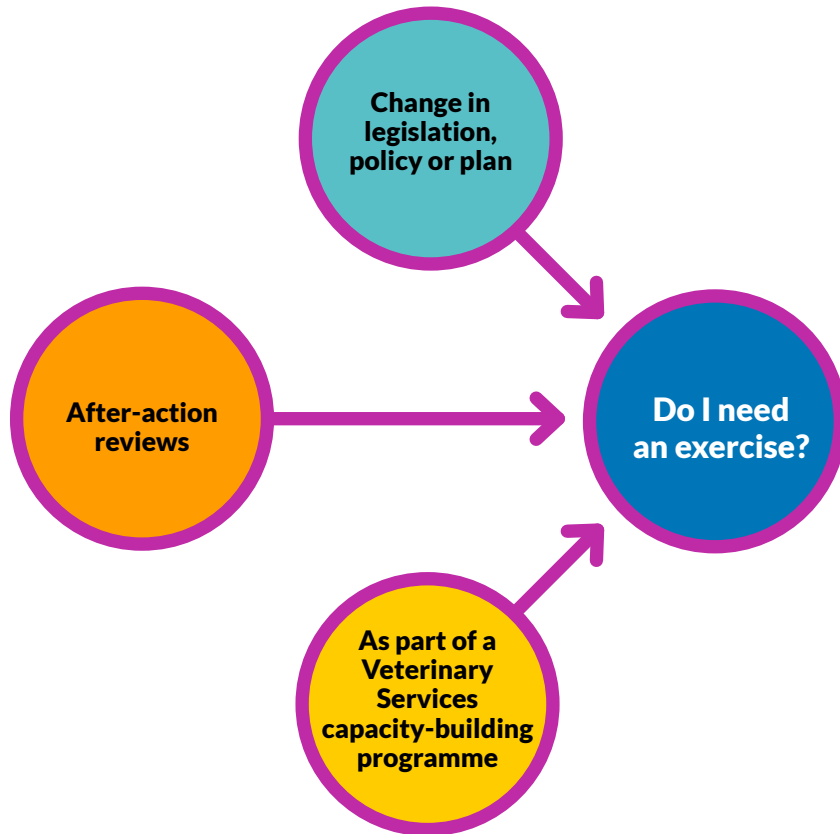 Change in
legislation,
policy or plan
After-action
reviews
Do I need
an exercise?
As part of a
Veterinary
Services
capacity-building
programme